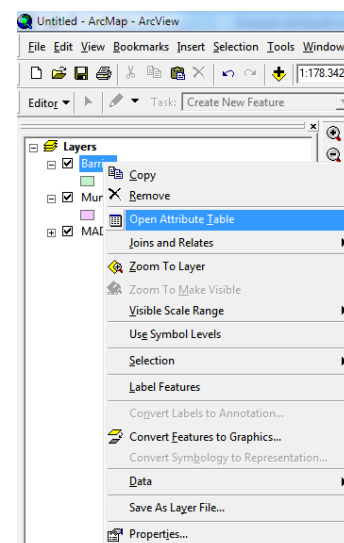 Untitled - ArcMap - ArcView
File Edit View Bookmarks Insert Selection Tools Window
1:178.342
Editor Task: Create New Feature
Layers
Copy
Mun
Remove
Open Attribute Table
Joins and Relates
Zoom To Layer
Zoom To Make Visible
Visible Scale Range
Use Symbol Levels
Selection
Label Features
Convert Labels to Annotation...
Convert Features to Graphics...
Convert Symbology to Representation...
Data
Save As Layer File...
Properties...